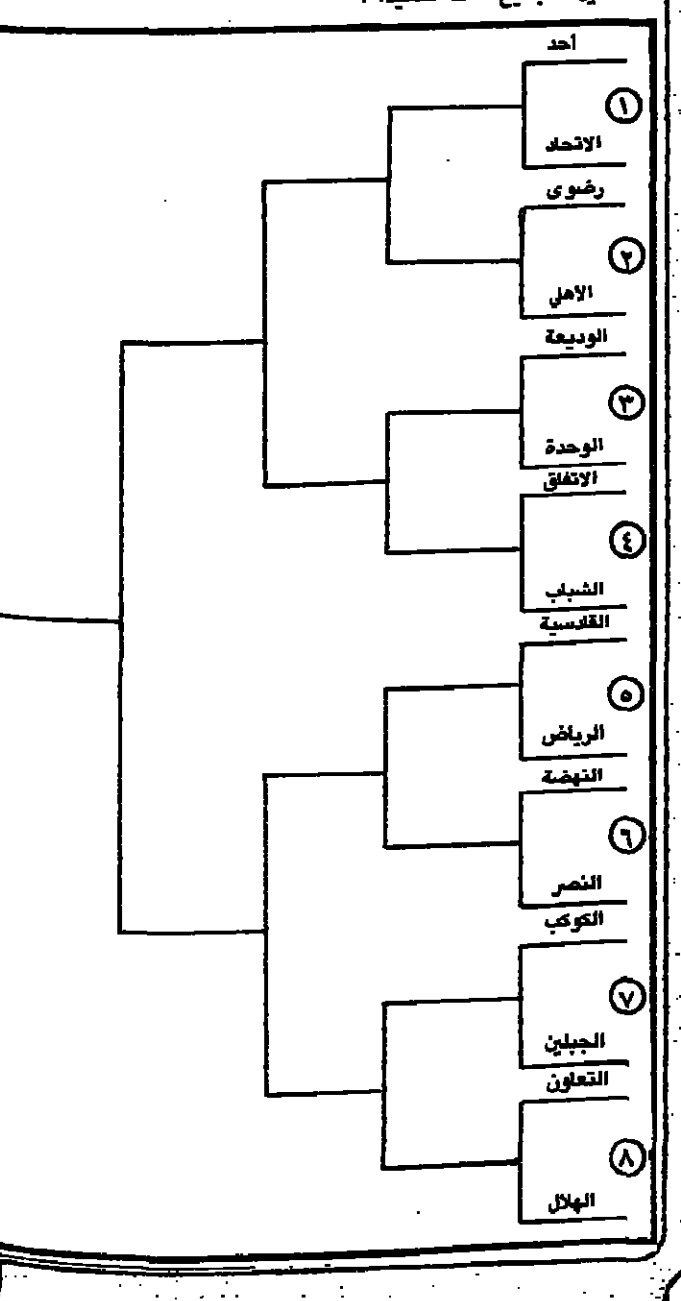 أحد
١
الاتحاد
رضوى
٢
الأهلي
الوديعة
٣
الوحدة
الاتفاق
٤
الشباب
القادسية
٥
الرياض
النهضة
٦
النصر
الكوكب
٧
الجبلين
التعاون
٨
الهلال